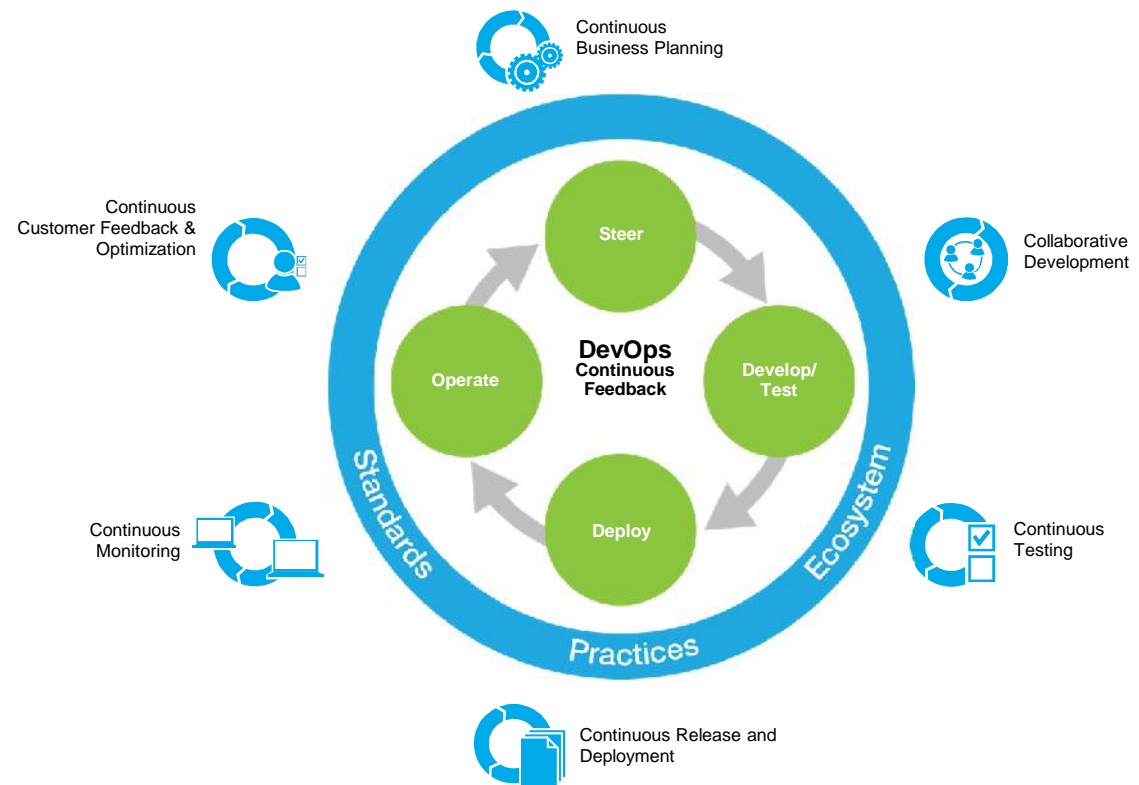 Continuous
Business Planning
Continuous
Customer Feedback &
Optimization
Collaborative
Development
Steer
DevOps
Continuous
Feedback
Operate
Develop/
Test
Deploy
Standards
Practices
Ecosystem
Continuous
Monitoring
Continuous
Testing
Continuous Release and
Deployment